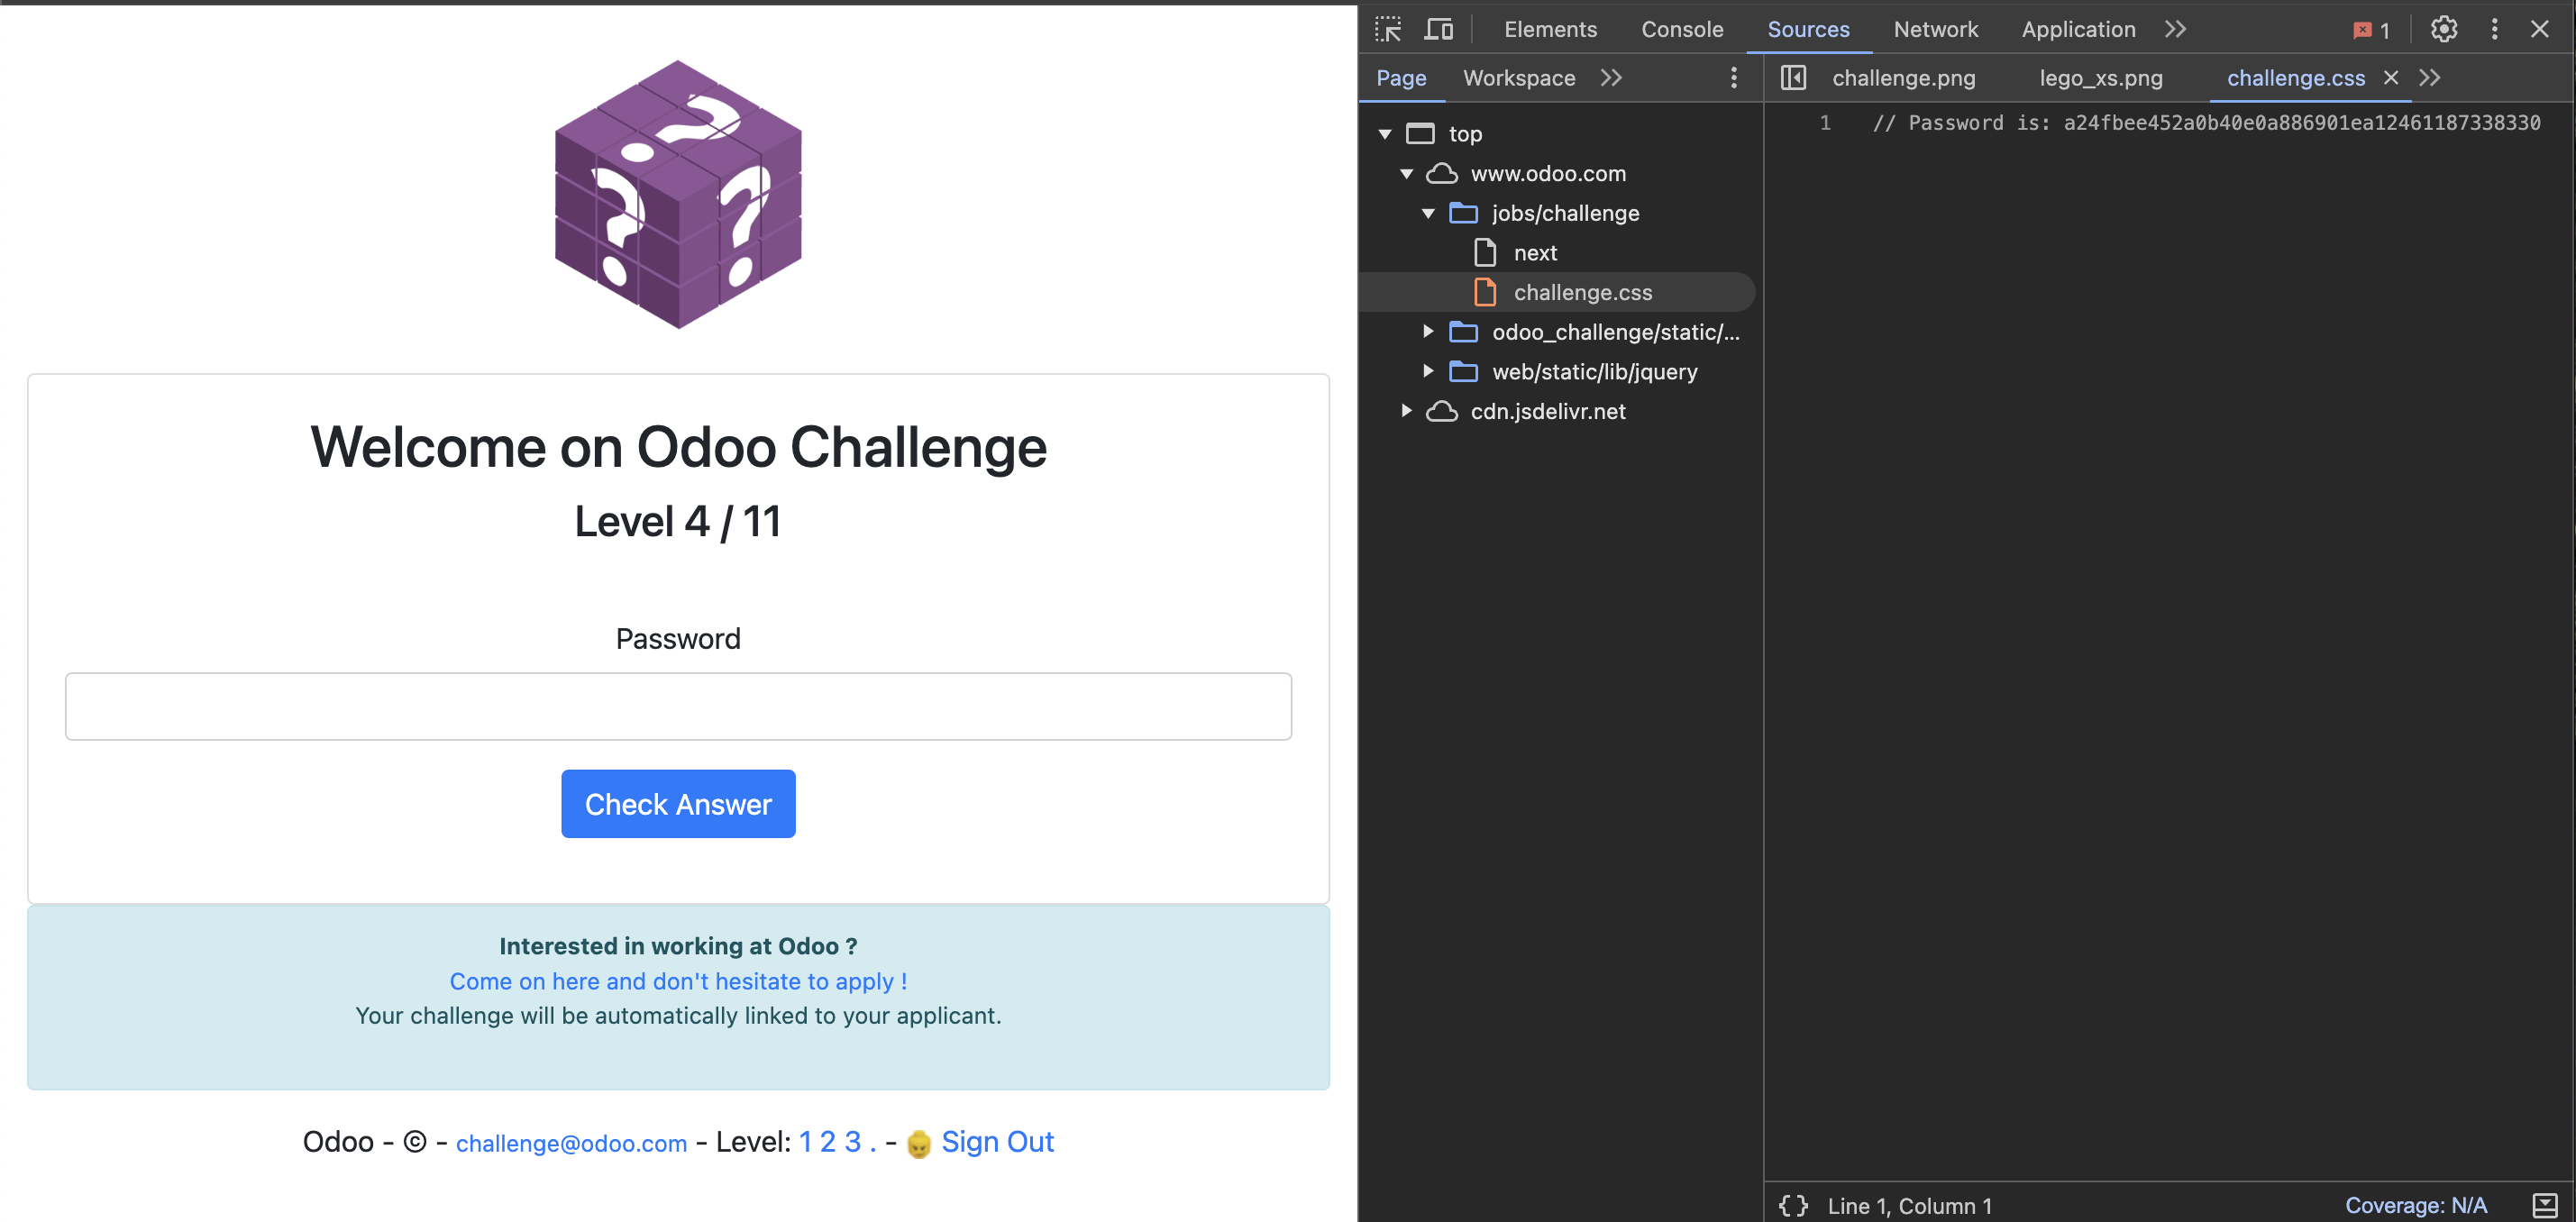 Welcome on Odoo Challenge
Level 4 / 11
Password
Check Answer
Interested in working at Odoo ?
Come on here and don't hesitate to apply !
Your challenge will be automatically linked to your applicant.
Odoo - © - challenge@odoo.com - Level: 1 2 3 . - Sign Out
Elements Console Sources Network Application 1
Page Workspace
challenge.png lego_xs.png challenge.css
top
www.odoo.com
jobs/challenge
next
challenge.css
odoo_challenge/static/...
web/static/lib/jquery
cdn.jsdelivr.net
1 // Password is: a24fbee452a0b40e0a886901ea12461187338330
{ } Line 1, Column 1 Coverage: N/A